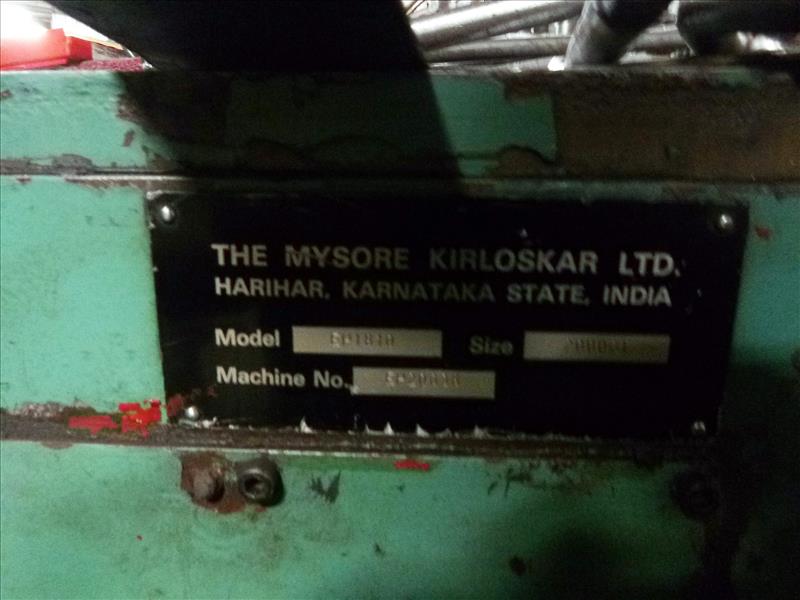 THE MYSORE KIRLOSKAR LTD.
HARIHAR. KARNATAKA STATE, INDIA
Model
Size
Machine No.